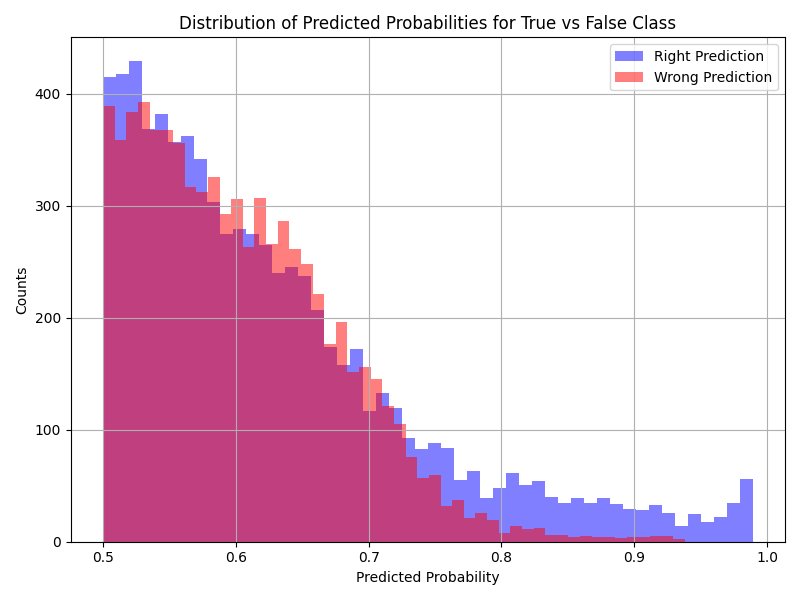 Distribution of Predicted Probabilities for True vs False Class
Right Prediction
Wrong Prediction
Counts
400
300
200
100
0
0.5 0.6 0.7 0.8 0.9 1.0
Predicted Probability